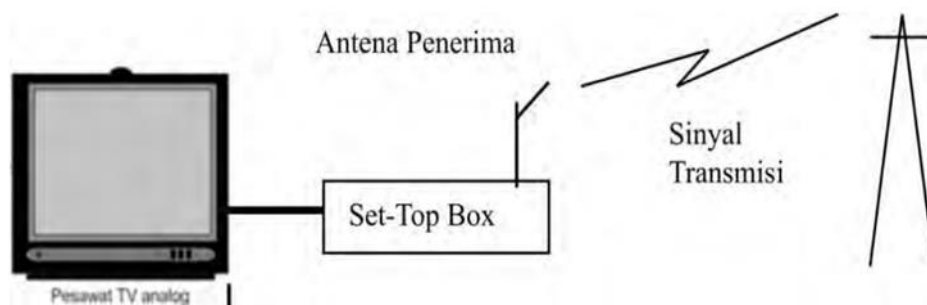 Antena Penerima
Sinyal
Transmisi
Set-Top Box
Pesawat TV analog